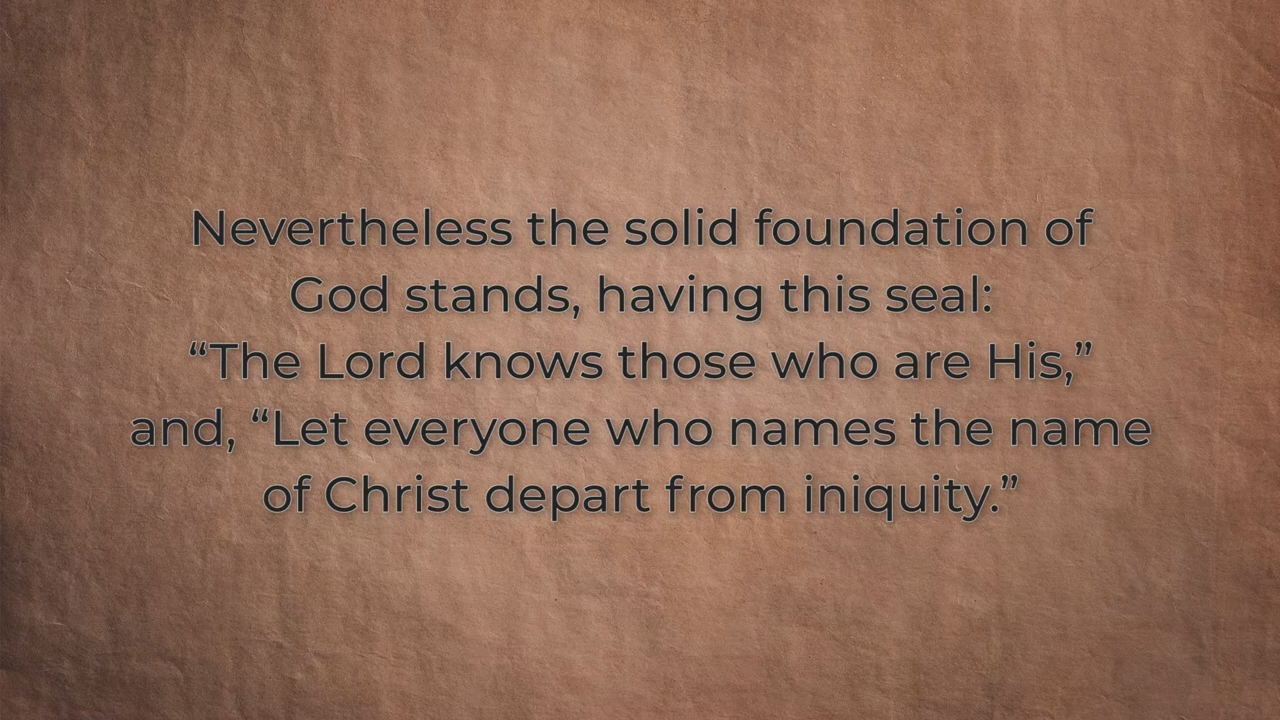 Nevertheless the solid foundation of
God stands, having this seal:
“The Lord knows those who are His,”
and, “Let everyone who names the name
of Christ depart from iniquity.”